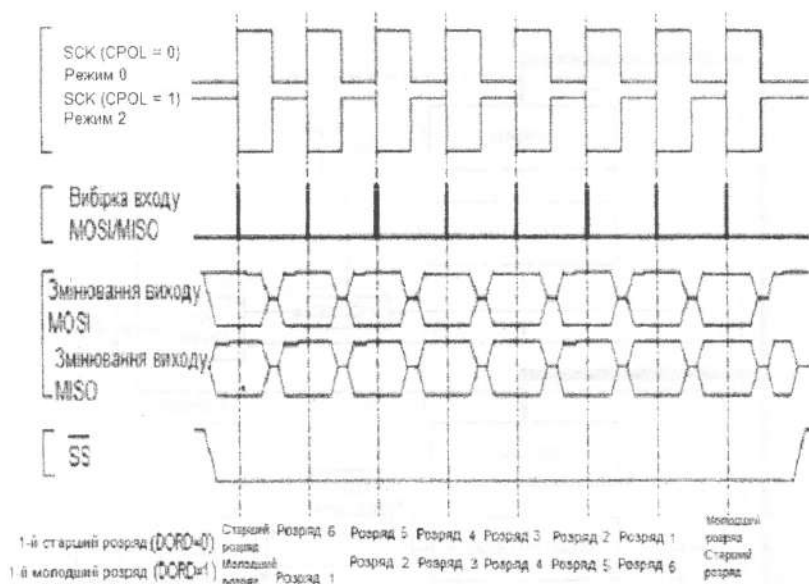 SCK (CPOL = 0)
Режим 0
SCK (CPOL = 1)
Режим 2
Вибірка входу
MOSI/MISO
Змінювання виходу
MOSI
Змінювання виходу
MISO
SS
1-й старший розряд (DORD=0) Старший розряд Розряд 6 Розряд 5 Розряд 4 Розряд 3 Розряд 2 Розряд 1 Молодший розряд
1-й молодший розряд (DORD=1) Молодший розряд Розряд 1 Розряд 2 Розряд 3 Розряд 4 Розряд 5 Розряд 6 Старший розряд